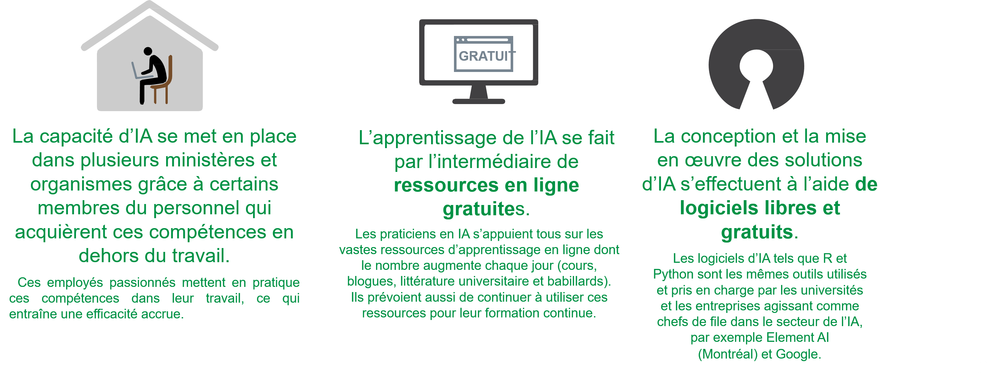 GRATUIT
La capacité d’IA se met en place
dans plusieurs ministères et
organismes grâce à certains
membres du personnel qui
acquièrent ces compétences en
dehors du travail.
Ces employés passionnés mettent en pratique
ces compétences dans leur travail, ce qui
entraîne une efficacité accrue.
L’apprentissage de l’IA se fait
par l’intermédiaire de
ressources en ligne
gratuites.
Les praticiens en IA s’appuient tous sur les
vastes ressources d’apprentissage en ligne dont
le nombre augmente chaque jour (cours,
blogues, littérature universitaire et babillards).
Ils prévoient aussi de continuer à utiliser ces
ressources pour leur formation continue.
La conception et la mise
en œuvre des solutions
d’IA s’effectuent à l’aide de
logiciels libres et
gratuits.
Les logiciels d’IA tels que R et
Python sont les mêmes outils utilisés
et pris en charge par les universités
et les entreprises agissant comme
chefs de file dans le secteur de l’IA,
par exemple Element AI
(Montréal) et Google.